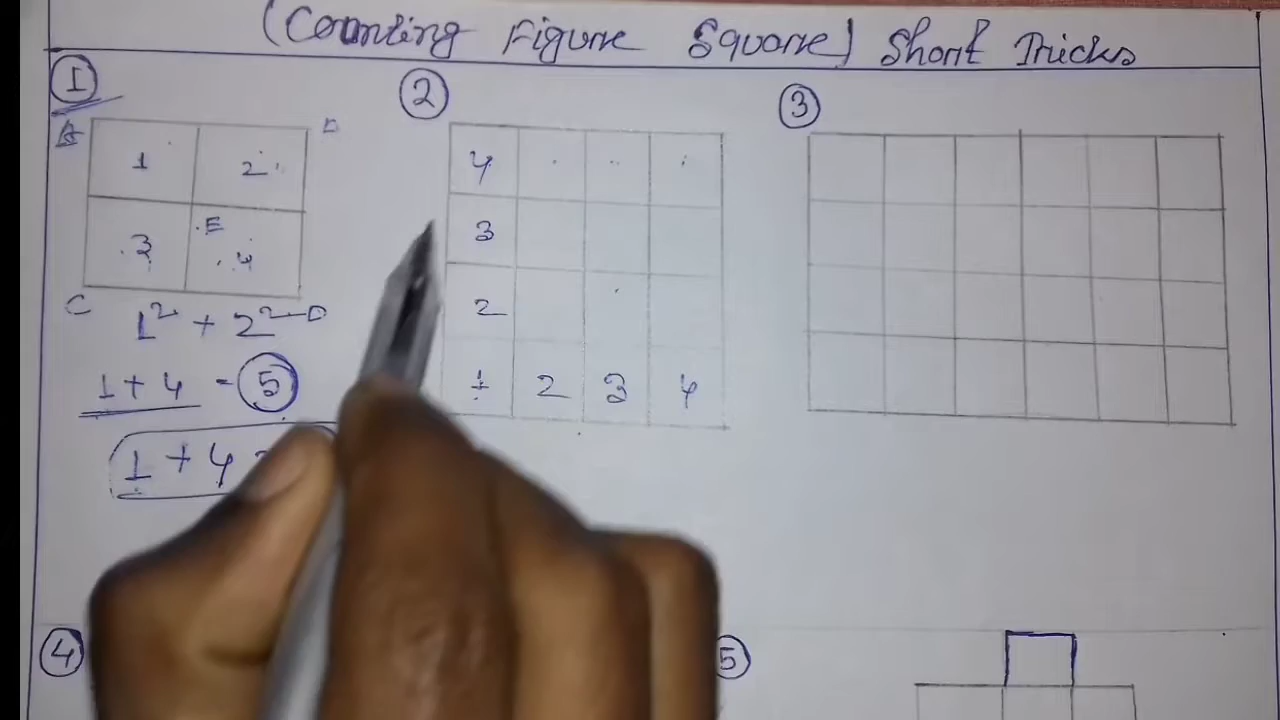 (Counting Figure Square) Short Tricks
1 2 3
1 2
3 E 4
C
1² + 2² D
1 + 4 = 5
1 + 4
4
3
2
1 2 3 4
4 5